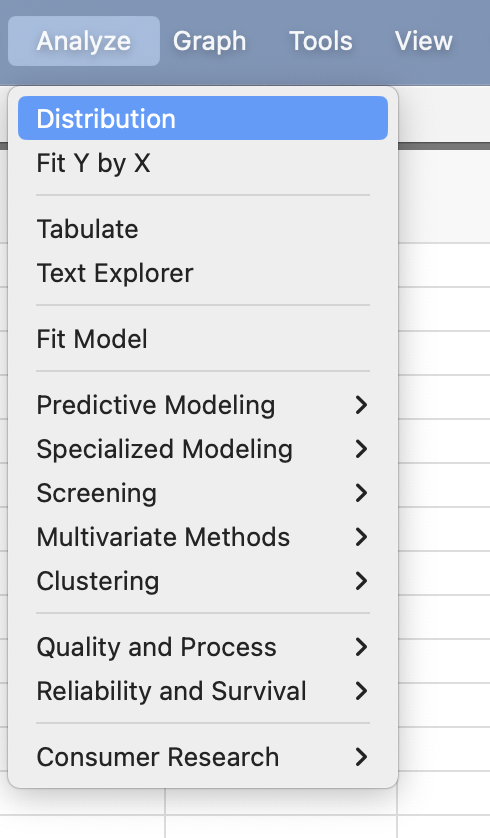 Analyze Graph Tools View
Distribution
Fit Y by X
Tabulate
Text Explorer
Fit Model
Predictive Modeling
Specialized Modeling
Screening
Multivariate Methods
Clustering
Quality and Process
Reliability and Survival
Consumer Research